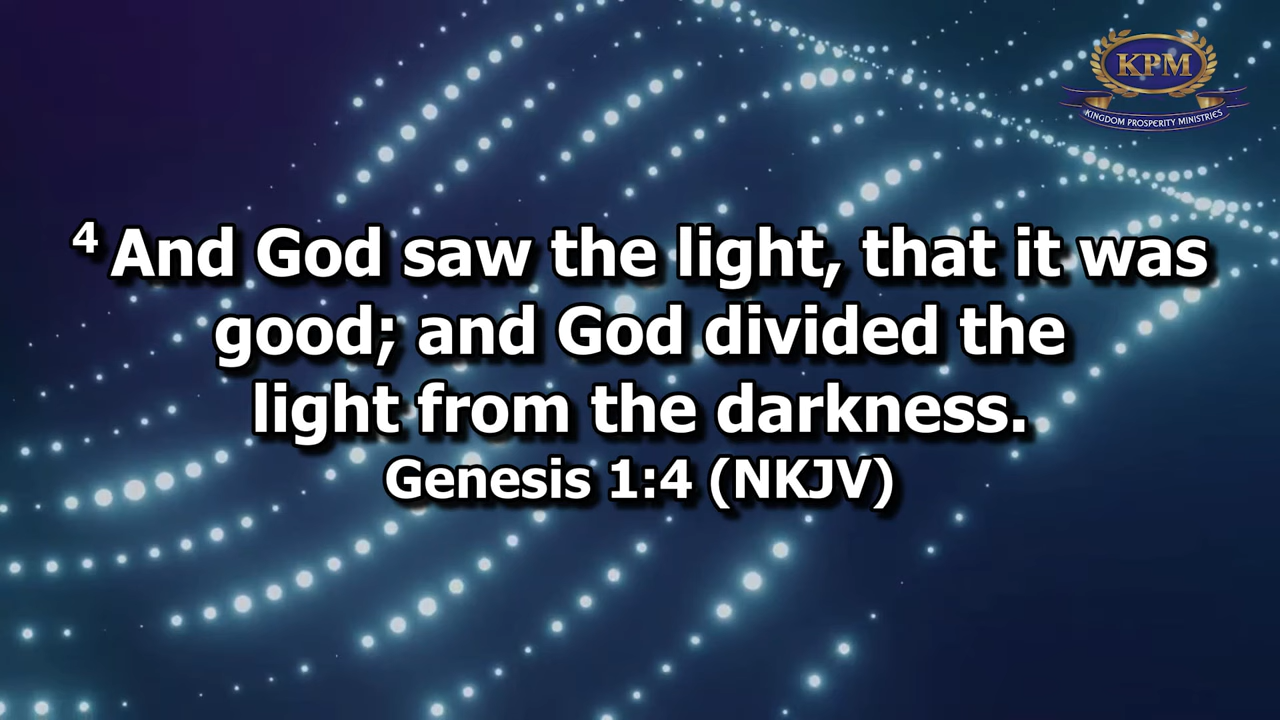 KPM
KINGDOM PROSPERITY MINISTRIES
4 And God saw the light, that it was
good; and God divided the
light from the darkness.
Genesis 1:4 (NKJV)